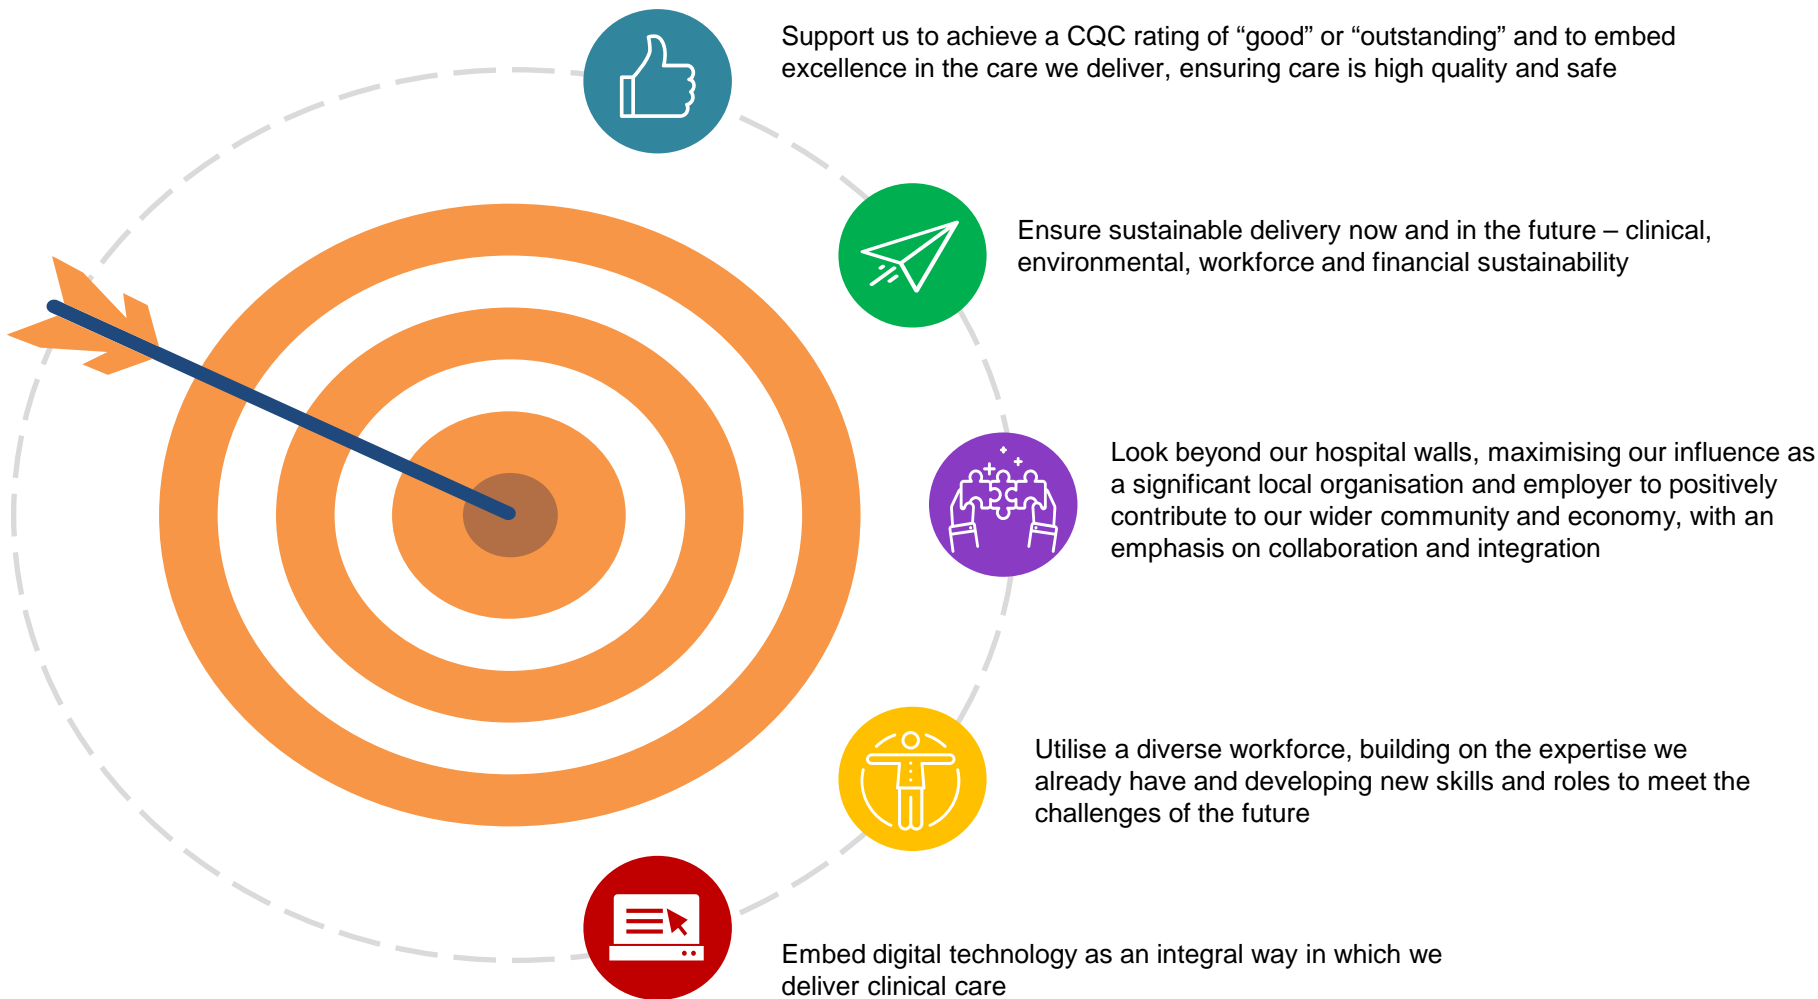 Support us to achieve a CQC rating of “good” or “outstanding” and to embed
excellence in the care we deliver, ensuring care is high quality and safe
Ensure sustainable delivery now and in the future – clinical,
environmental, workforce and financial sustainability
Look beyond our hospital walls, maximising our influence as
a significant local organisation and employer to positively
contribute to our wider community and economy, with an
emphasis on collaboration and integration
Utilise a diverse workforce, building on the expertise we
already have and developing new skills and roles to meet the
challenges of the future
Embed digital technology as an integral way in which we
deliver clinical care